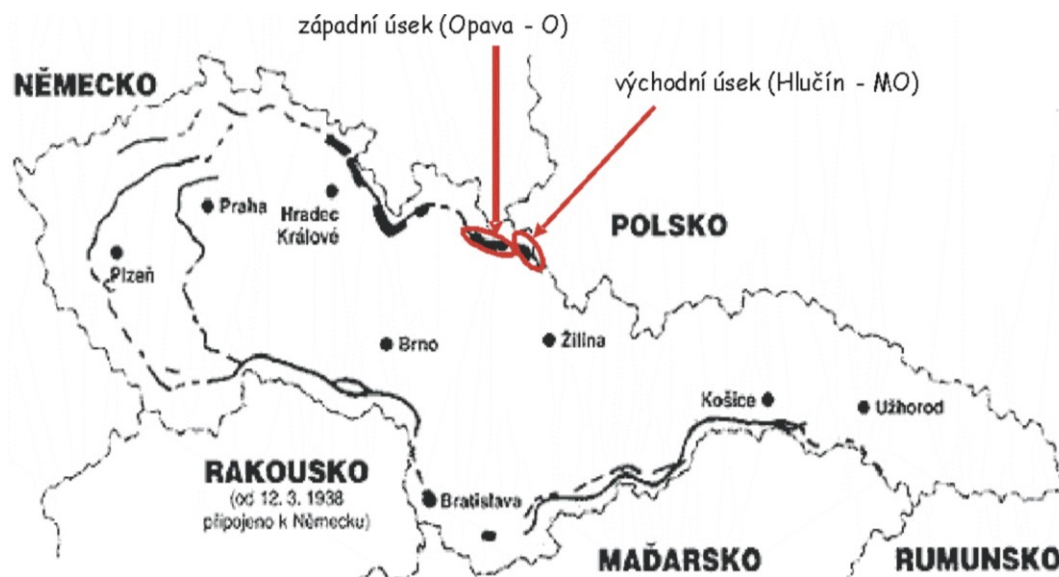 západní úsek (Opava - O)
východní úsek (Hlučín - MO)
NĚMECKO
POLSKO
Praha
Hradec
Králové
Plzeň
Brno
Žilina
Košice
Užhorod
RAKOUSKO
(od 12. 3. 1938
připojeno k Německu)
Bratislava
MAĎARSKO
RUMUNSKO